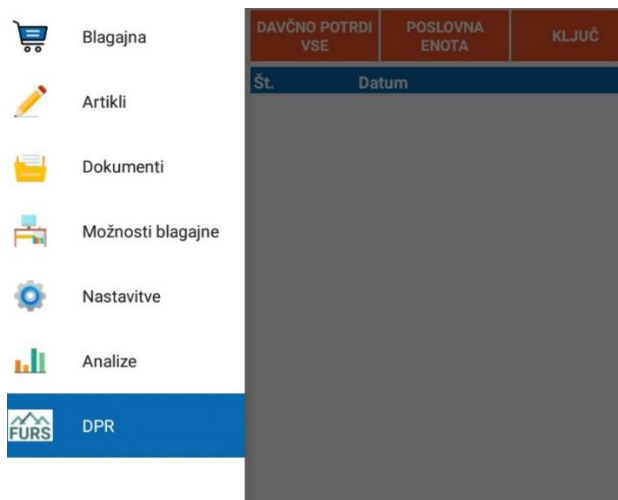 Blagajna
Artikli
Dokumenti
Možnosti blagajne
Nastavitve
Analize
FURS DPR
DAVČNO POTRDI
VSE
POSLOVNA
ENOTA
KLJUČ
Št. Datum